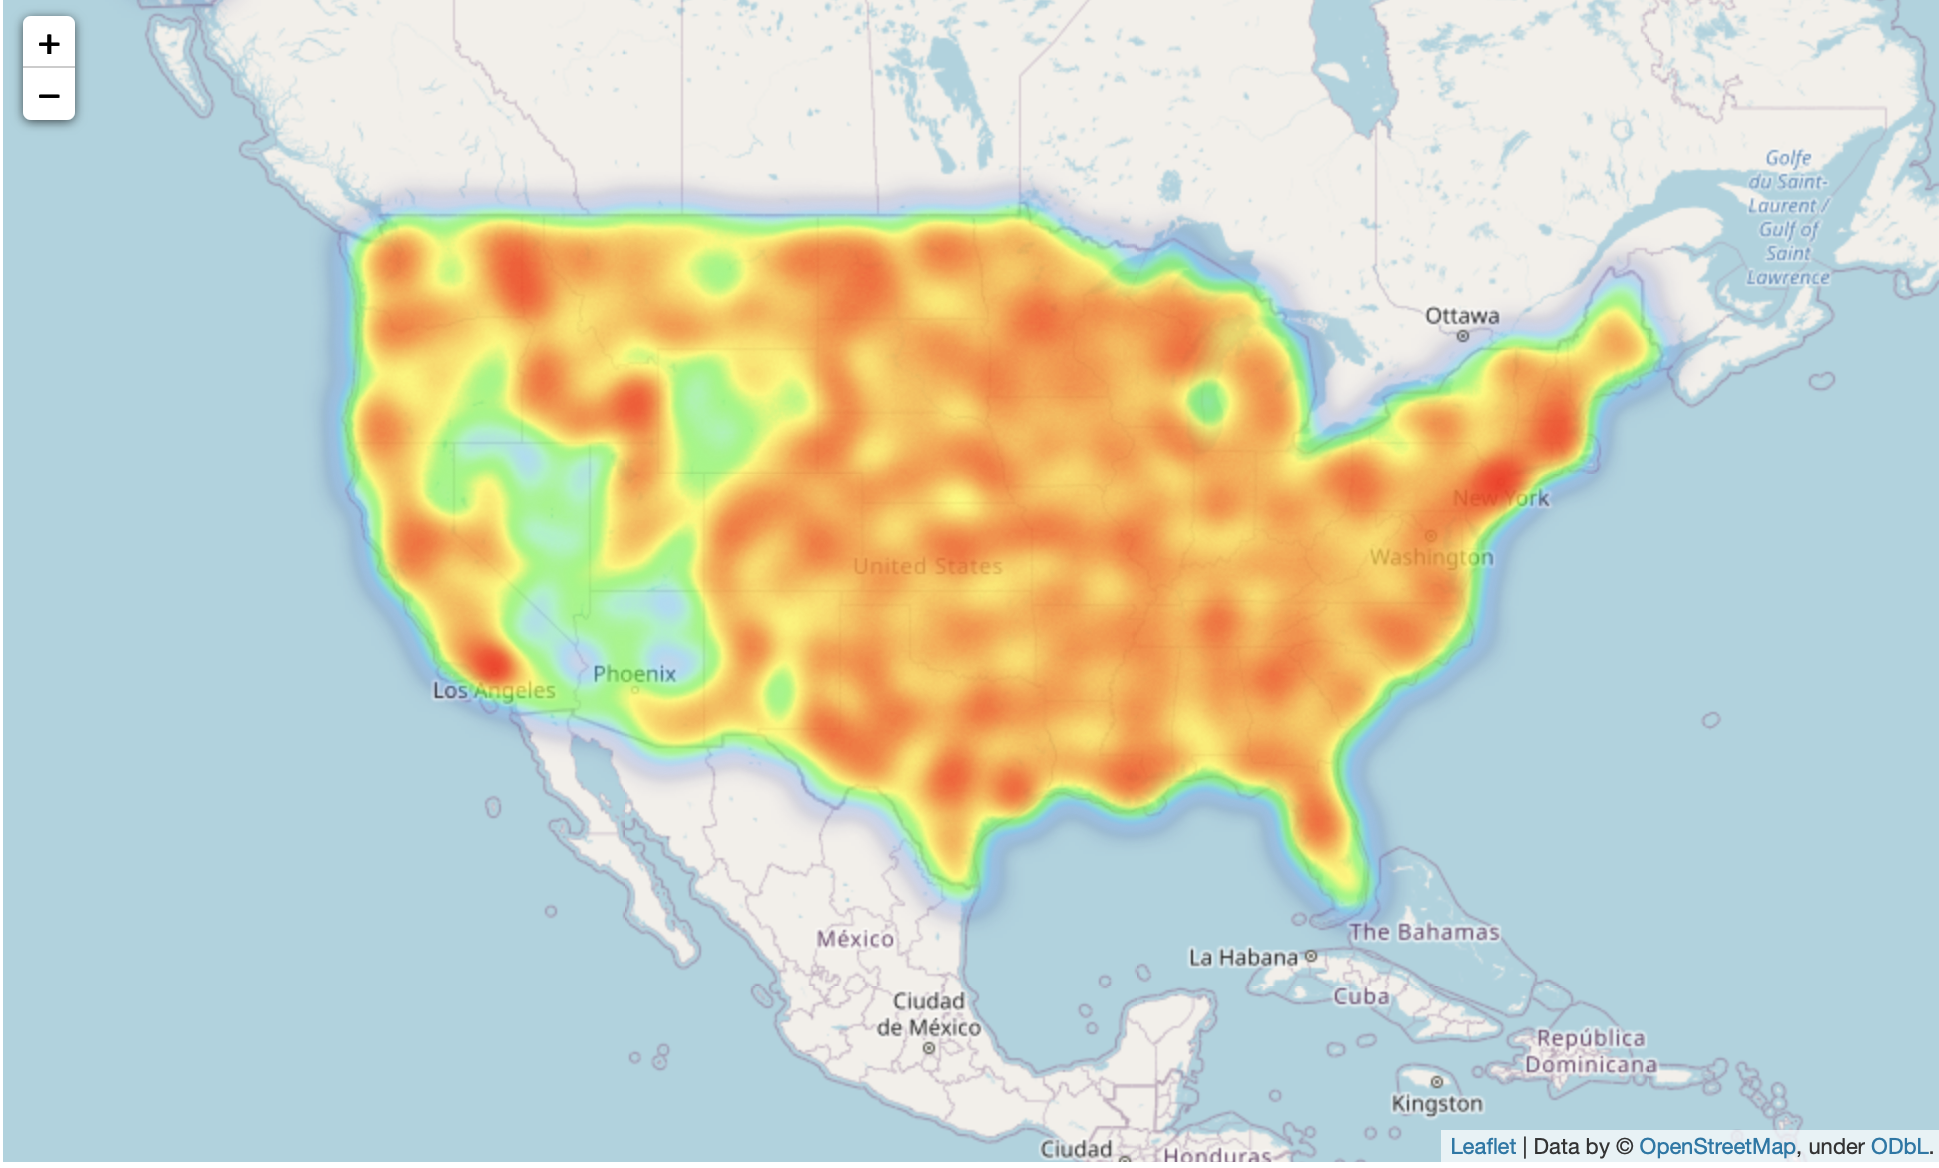 +
−
Golfe
du Saint-
Laurent /
Gulf of
Saint
Lawrence
Ottawa
New York
Washington
United States
Phoenix
Los Angeles
México
The Bahamas
La Habana
Cuba
Ciudad
de México
República
Dominicana
Kingston
Ciudad
Honduras
Leaflet | Data by © OpenStreetMap, under ODbL.